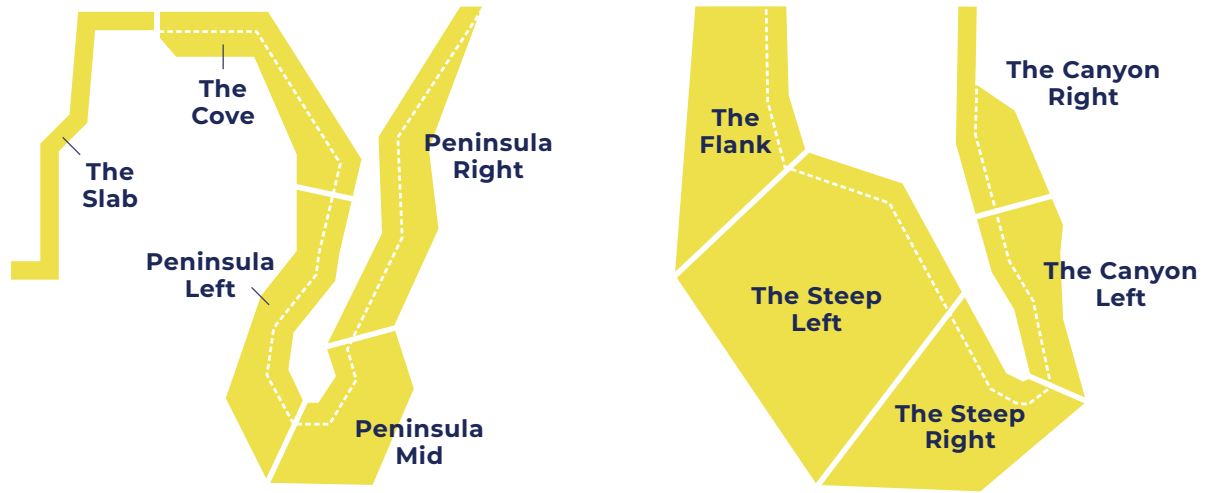 The
Cove
The
Slab
Peninsula
Right
Peninsula
Left
Peninsula
Mid
The
Flank
The Canyon
Right
The Steep
Left
The Canyon
Left
The Steep
Right